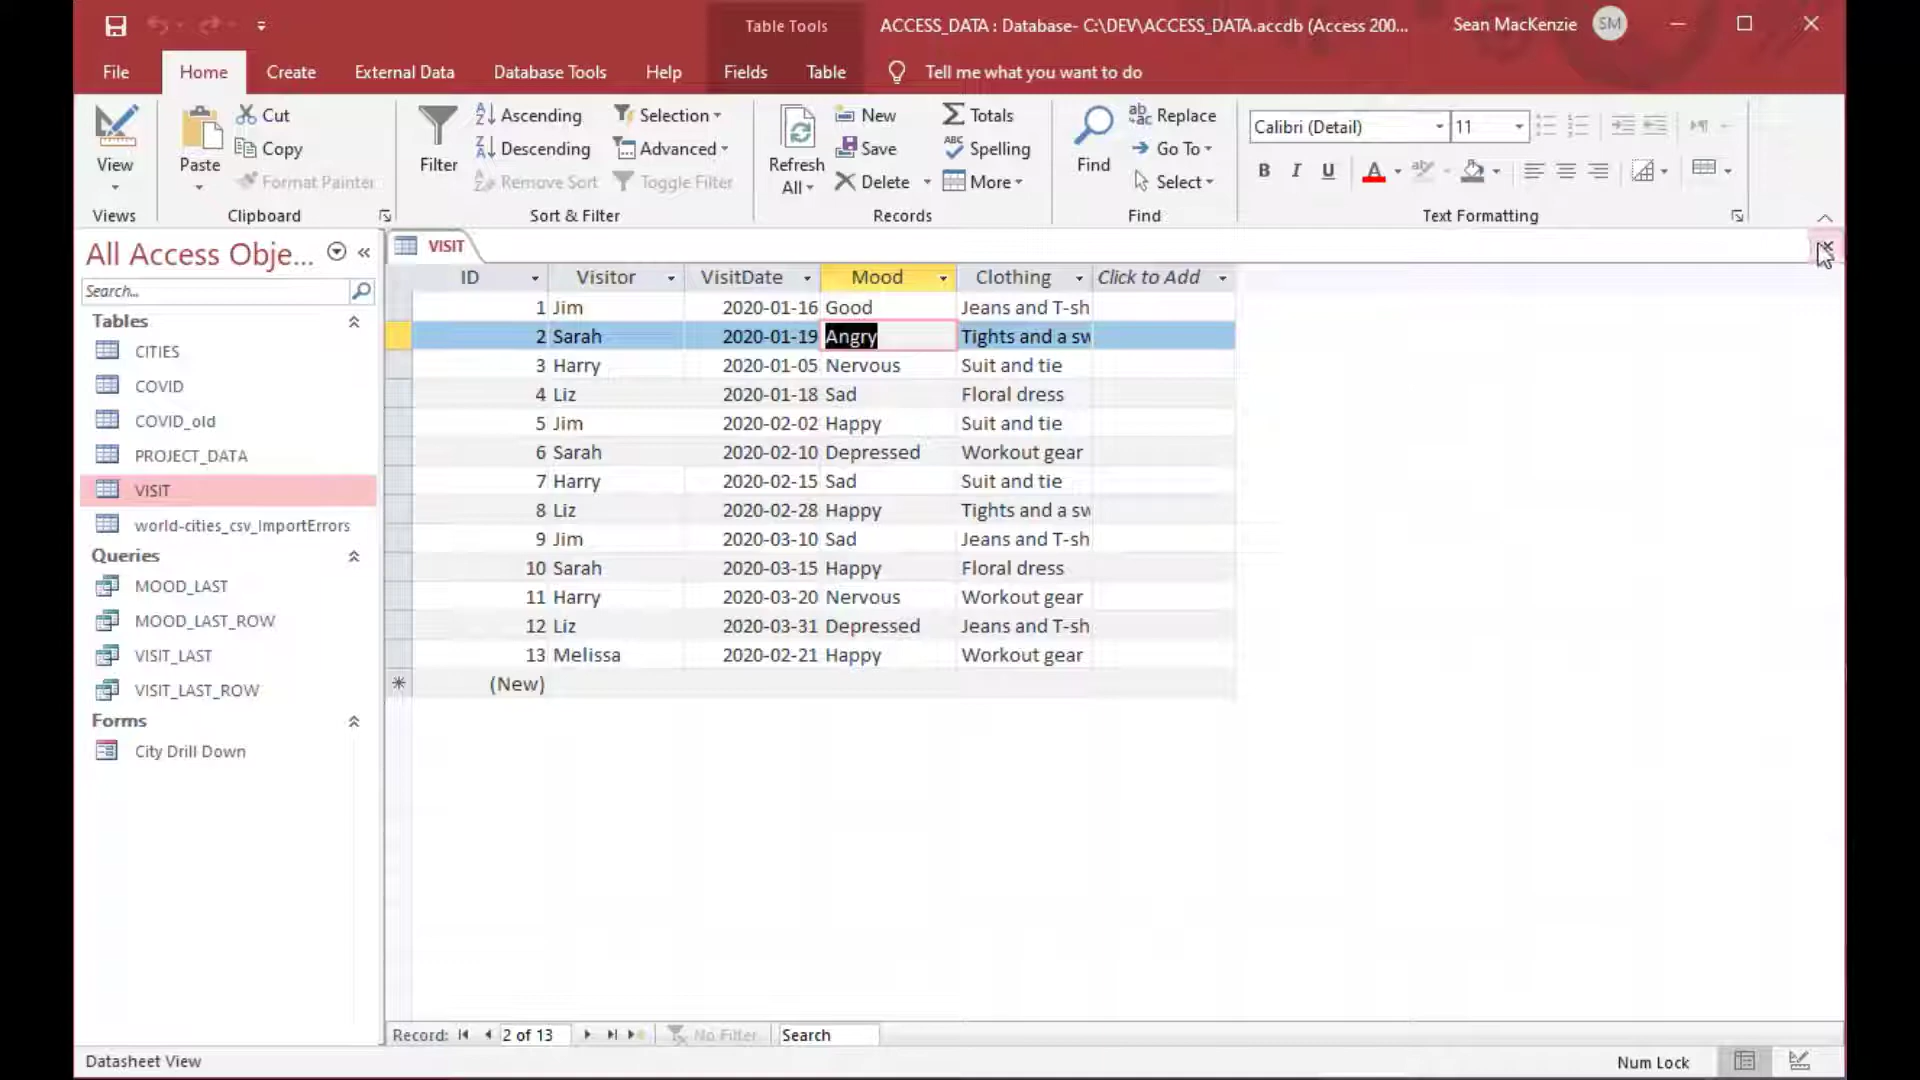 Table Tools
ACCESS_DATA : Database- C:\DEV\ACCESS_DATA.accdb (Access 200...
Sean MacKenzie
SM
File
Home
Create
External Data
Database Tools
Help
Fields
Table
Tell me what you want to do
View
Views
Paste
Cut
Copy
Format Painter
Clipboard
Filter
Ascending
Descending
Remove Sort
Selection
Advanced
Toggle Filter
Sort & Filter
Refresh
All
New
Save
Delete
Totals
Spelling
More
Records
Find
Replace
Go To
Select
Find
Calibri (Detail)
11
B I U
Text Formatting
All Access Obje...
Search...
Tables
CITIES
COVID
COVID_old
PROJECT_DATA
VISIT
world-cities_csv_ImportErrors
Queries
MOOD_LAST
MOOD_LAST_ROW
VISIT_LAST
VISIT_LAST_ROW
Forms
City Drill Down
VISIT
ID Visitor VisitDate Mood Clothing Click to Add
1 Jim 2020-01-16 Good Jeans and T-sh
2 Sarah 2020-01-19 Angry Tights and a sw
3 Harry 2020-01-05 Nervous Suit and tie
4 Liz 2020-01-18 Sad Floral dress
5 Jim 2020-02-02 Happy Suit and tie
6 Sarah 2020-02-10 Depressed Workout gear
7 Harry 2020-02-15 Sad Suit and tie
8 Liz 2020-02-28 Happy Tights and a sw
9 Jim 2020-03-10 Sad Jeans and T-sh
10 Sarah 2020-03-15 Happy Floral dress
11 Harry 2020-03-20 Nervous Workout gear
12 Liz 2020-03-31 Depressed Jeans and T-sh
13 Melissa 2020-02-21 Happy Workout gear
(New)
Record: 2 of 13 No Filter Search
Datasheet View
Num Lock